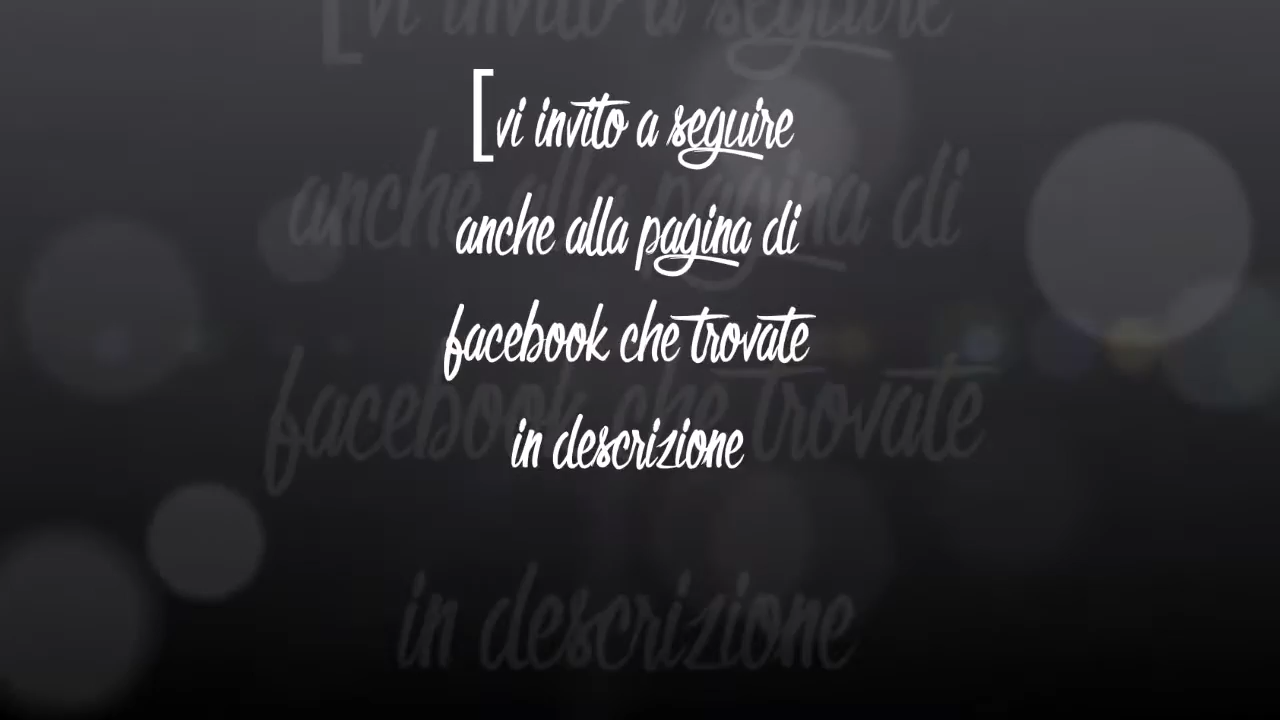 [vi invito a seguire
anche alla pagina di
facebook che trovate
in descrizione